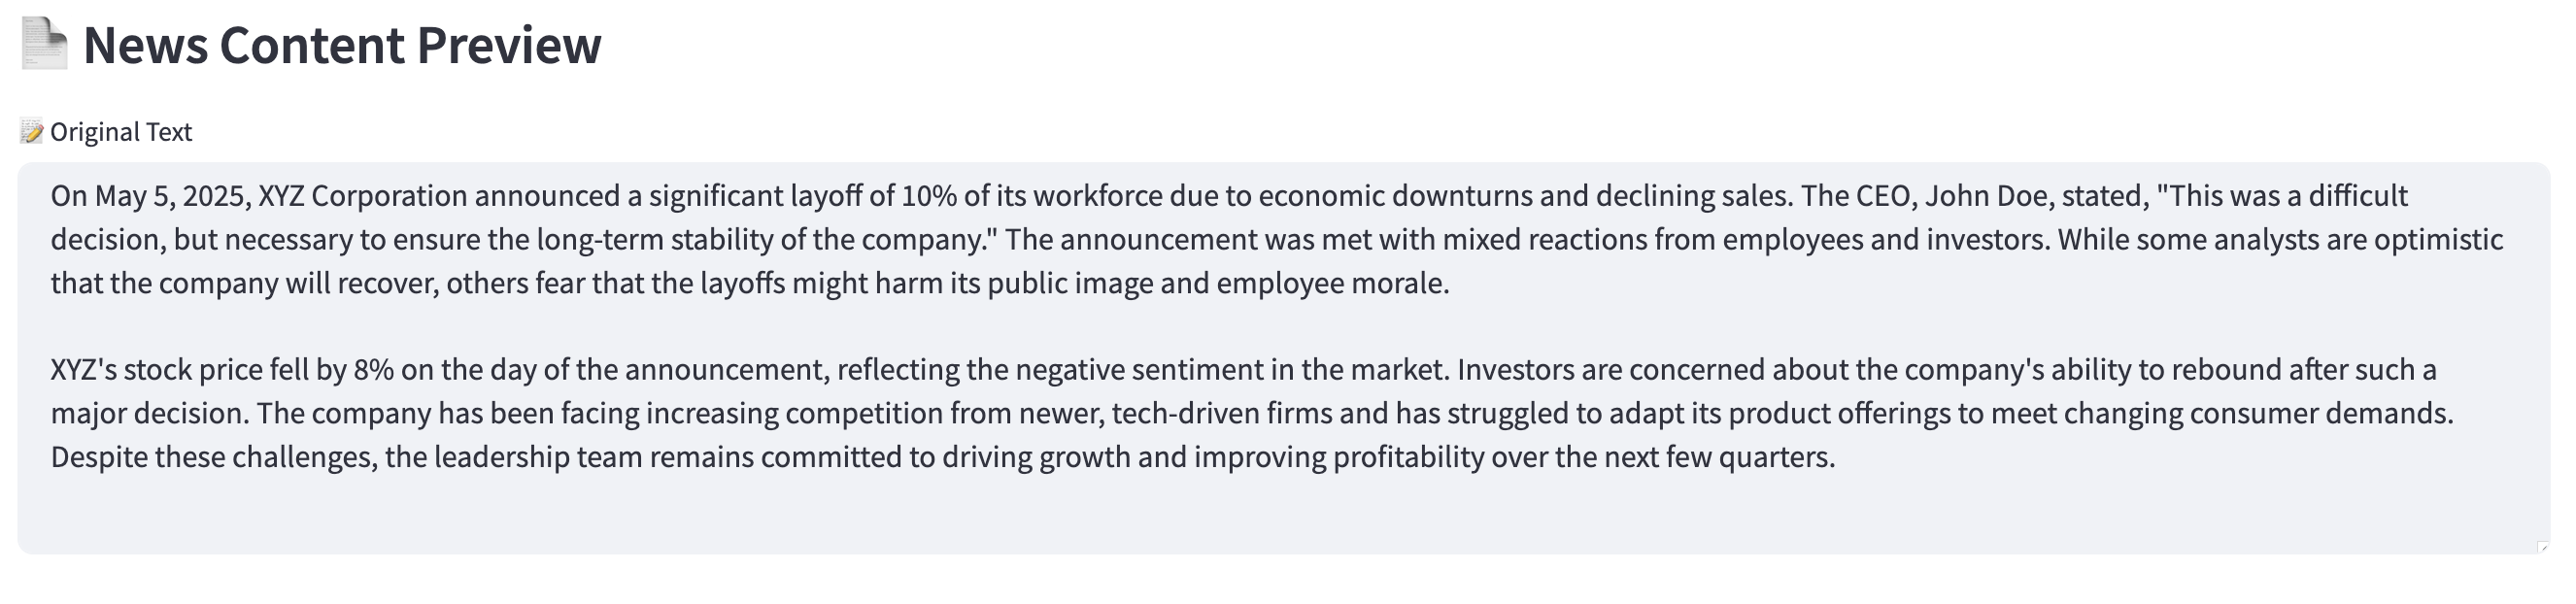 News Content Preview
Original Text
On May 5, 2025, XYZ Corporation announced a significant layoff of 10% of its workforce due to economic downturns and declining sales. The CEO, John Doe, stated, "This was a difficult
decision, but necessary to ensure the long-term stability of the company." The announcement was met with mixed reactions from employees and investors. While some analysts are optimistic
that the company will recover, others fear that the layoffs might harm its public image and employee morale.
XYZ's stock price fell by 8% on the day of the announcement, reflecting the negative sentiment in the market. Investors are concerned about the company's ability to rebound after such a
major decision. The company has been facing increasing competition from newer, tech-driven firms and has struggled to adapt its product offerings to meet changing consumer demands.
Despite these challenges, the leadership team remains committed to driving growth and improving profitability over the next few quarters.